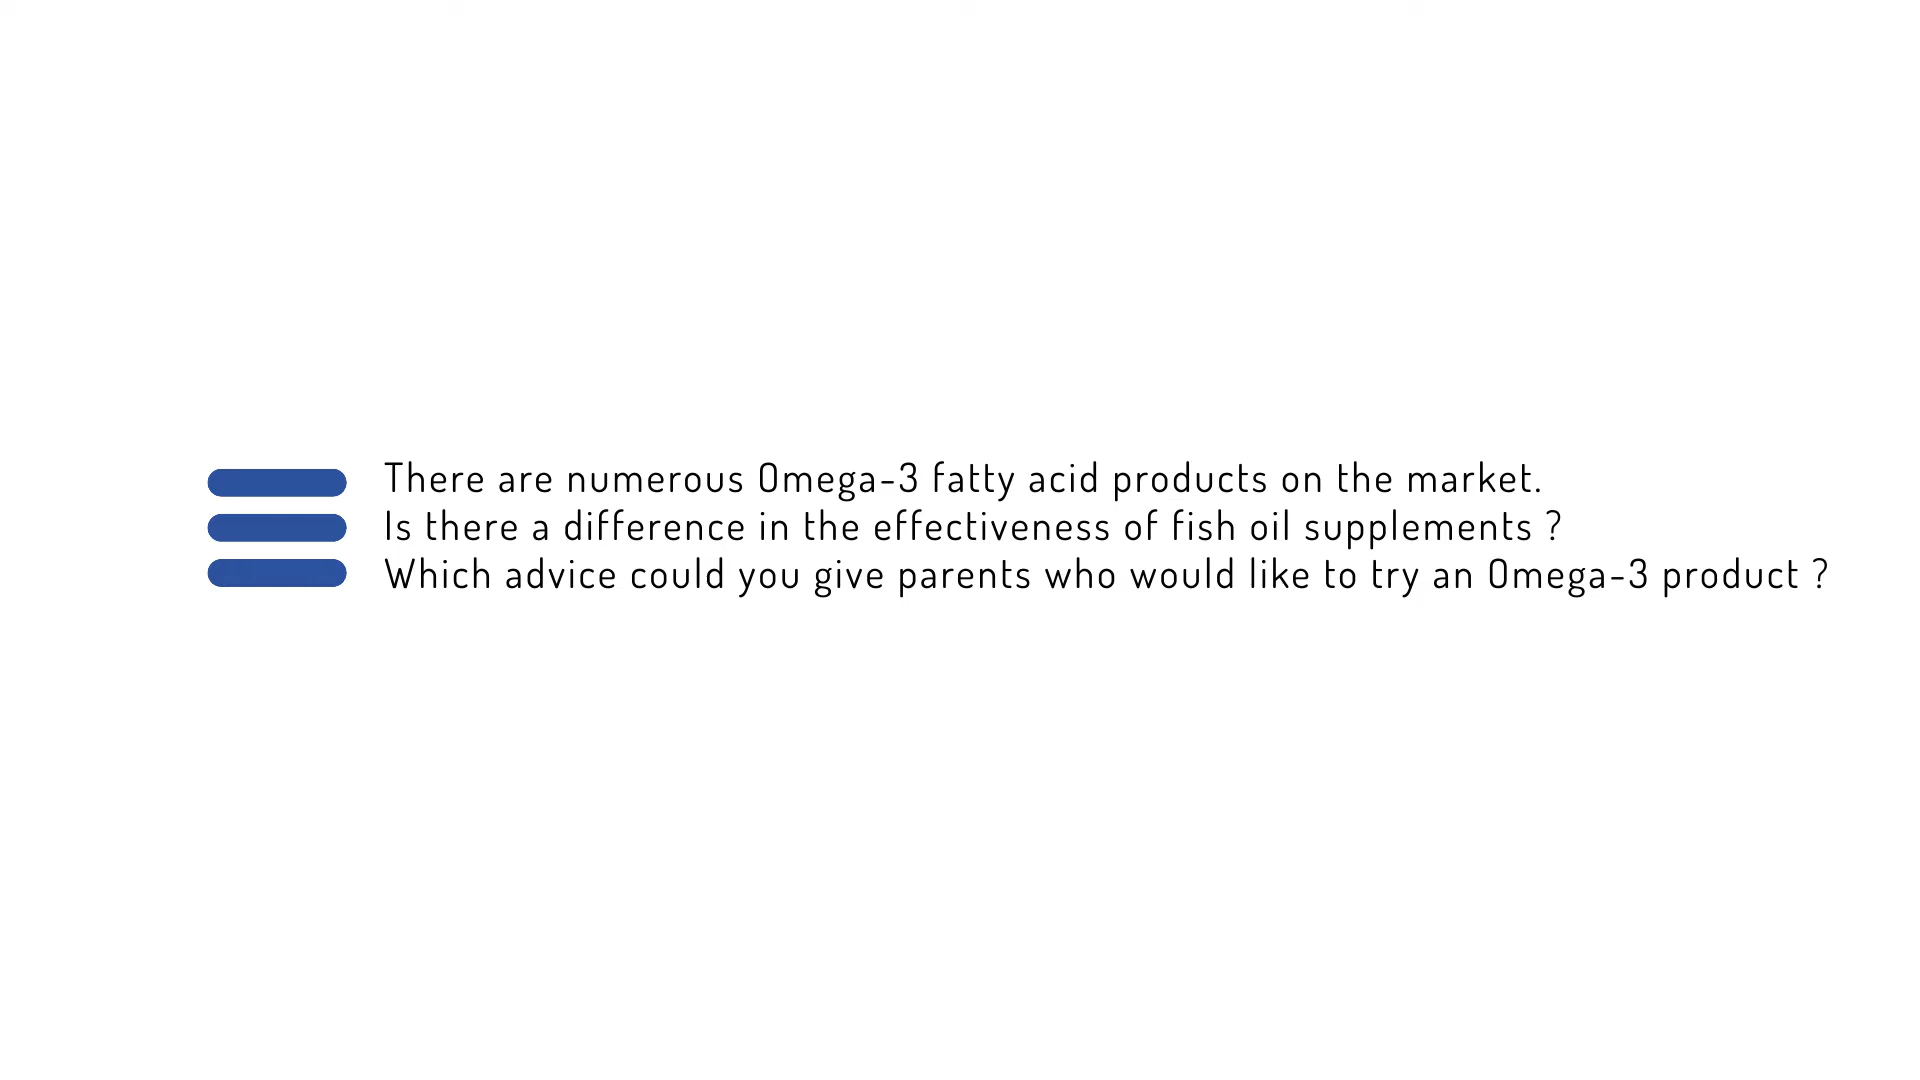 There are numerous Omega-3 fatty acid products on the market.
Is there a difference in the effectiveness of fish oil supplements ?
Which advice could you give parents who would like to try an Omega-3 product ?